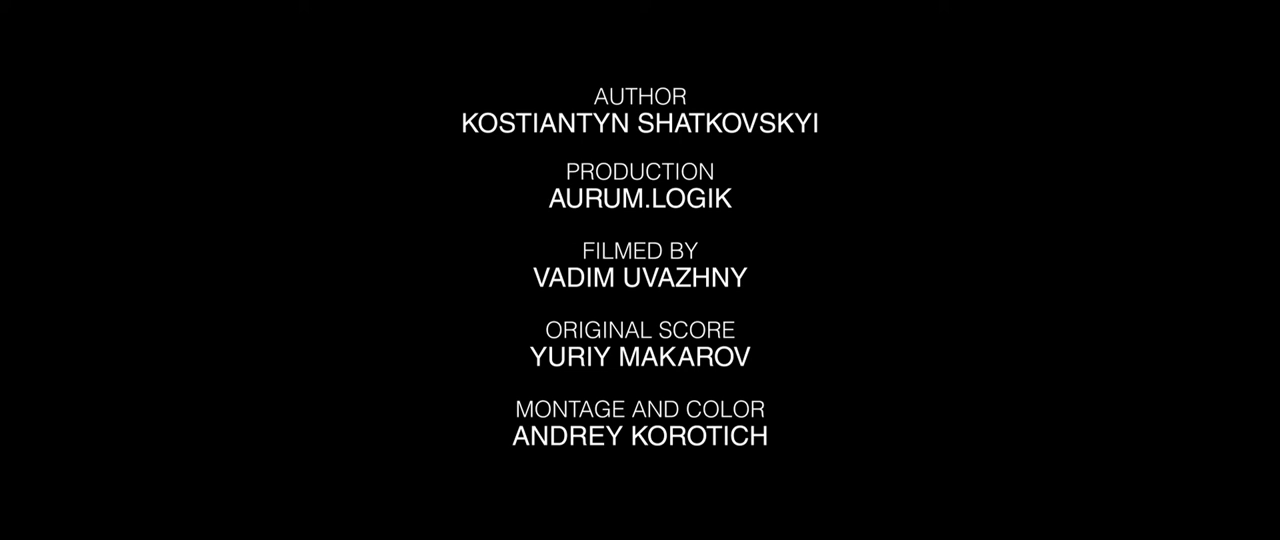 AUTHOR
KOSTIANTYN SHATKOVSKYI
PRODUCTION
AURUM.LOGIK
FILMED BY
VADIM UVAZHNY
ORIGINAL SCORE
YURIY MAKAROV
MONTAGE AND COLOR
ANDREY KOROTICH